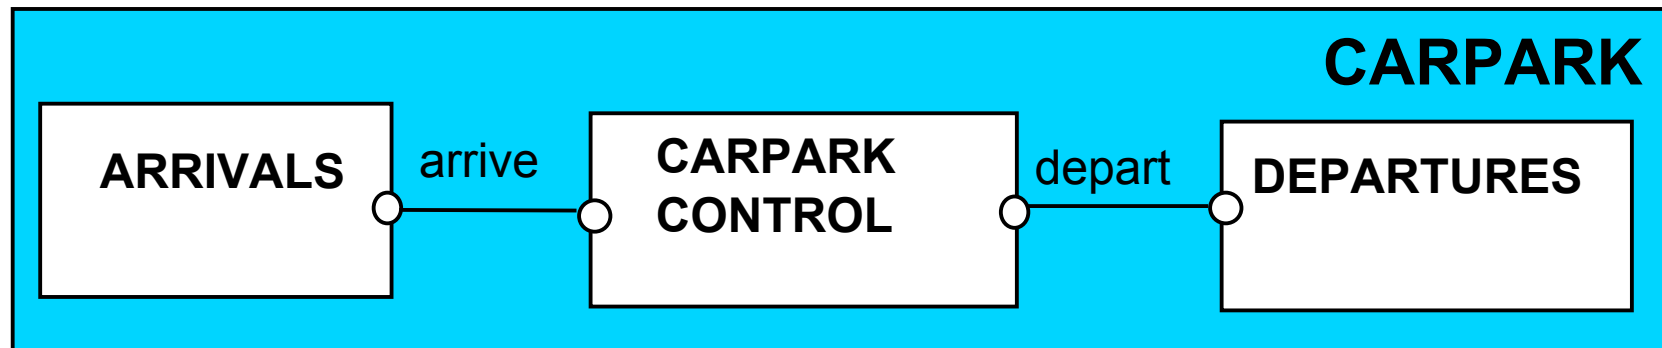 CARPARK
ARRIVALS
arrive
CARPARK
CONTROL
depart
DEPARTURES